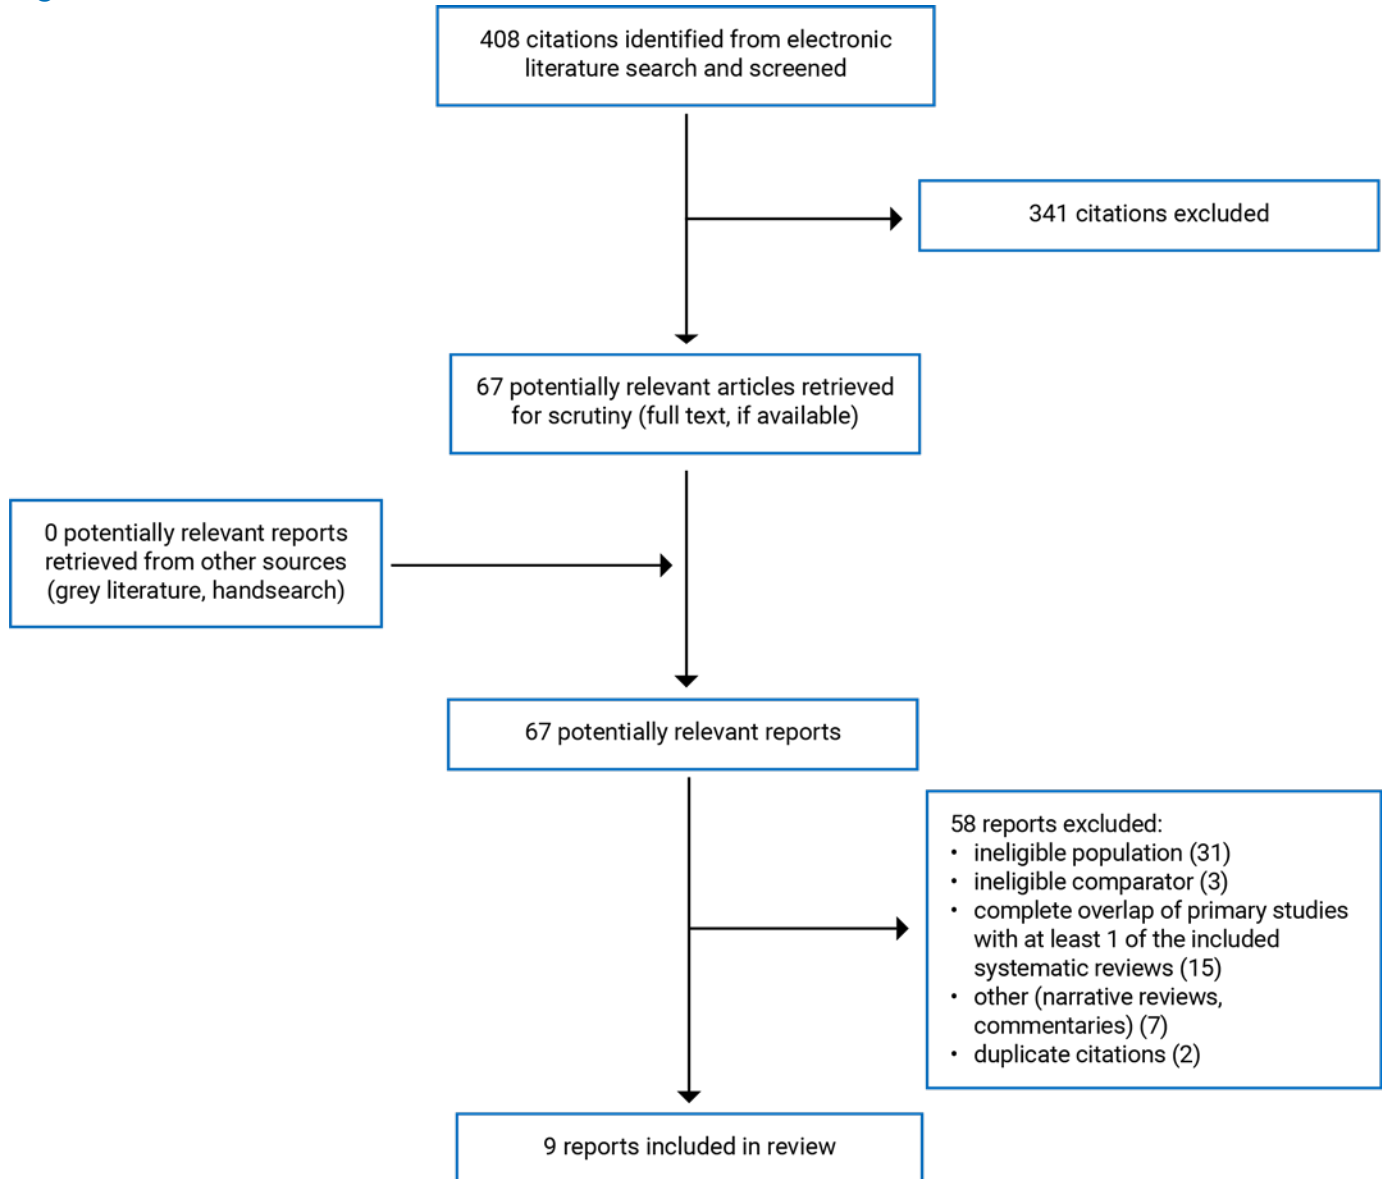 408 citations identified from electronic
literature search and screened
341 citations excluded
67 potentially relevant articles retrieved
for scrutiny (full text, if available)
0 potentially relevant reports
retrieved from other sources
(grey literature, handsearch)
67 potentially relevant reports
58 reports excluded:
• ineligible population (31)
• ineligible comparator (3)
• complete overlap of primary studies
with at least 1 of the included
systematic reviews (15)
• other (narrative reviews,
commentaries) (7)
• duplicate citations (2)
9 reports included in review